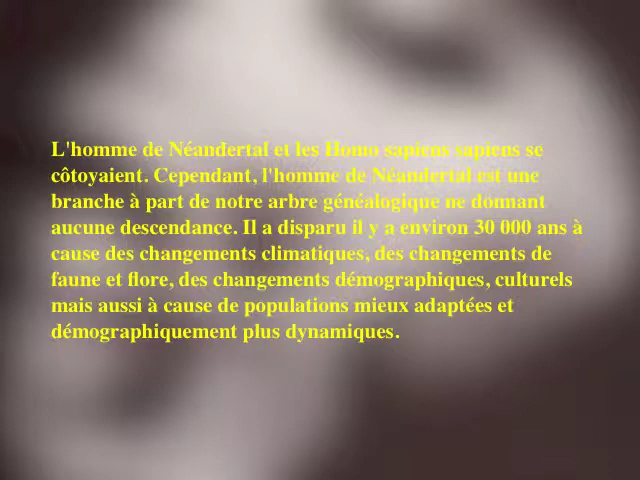 L'homme de Néandertal et les Homo sapiens sapiens se
côtoyaient. Cependant, l'homme de Néandertal est une
branche à part de notre arbre généalogique ne donnant
aucune descendance. Il a disparu il y a environ 30 000 ans à
cause des changements climatiques, des changements de
faune et flore, des changements démographiques, culturels
mais aussi à cause de populations mieux adaptées et
démographiquement plus dynamiques.